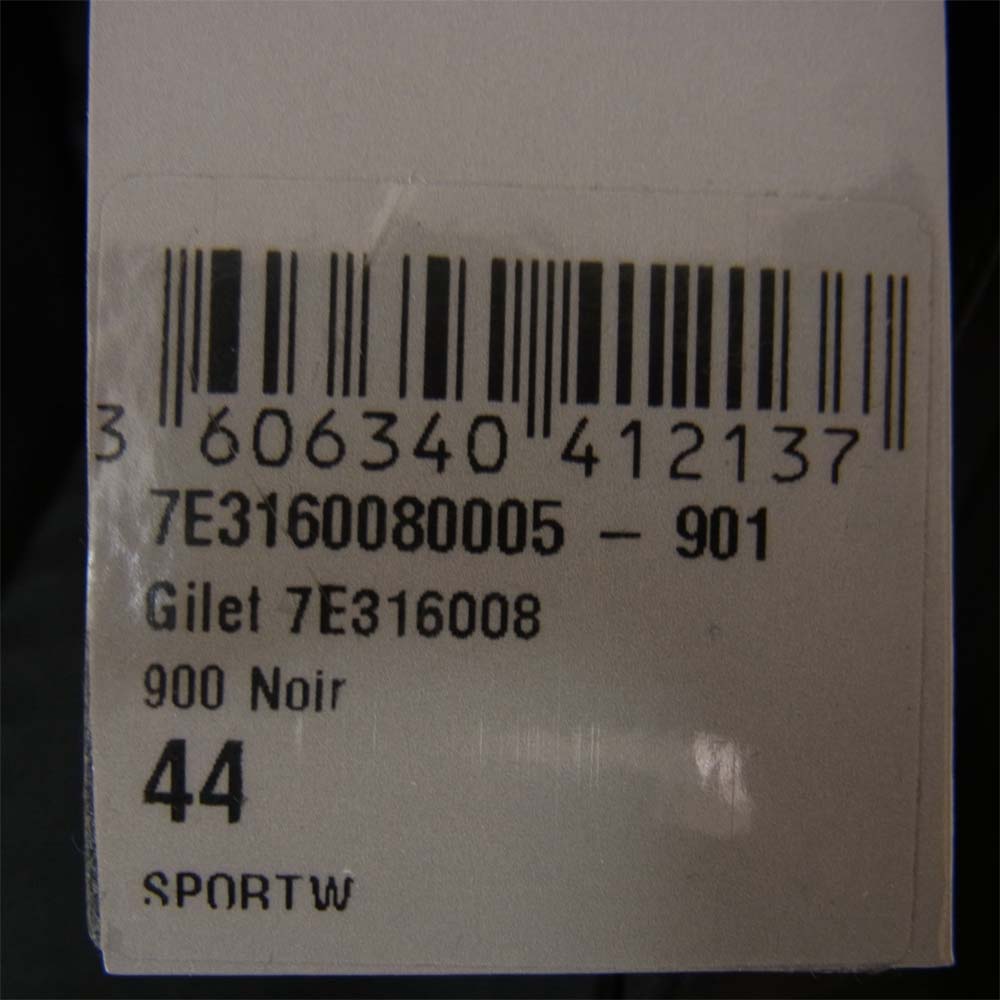 3 606340 412137
7E3160080005 - 901
Gilet 7E316008
900 Noir
44
SPORTW